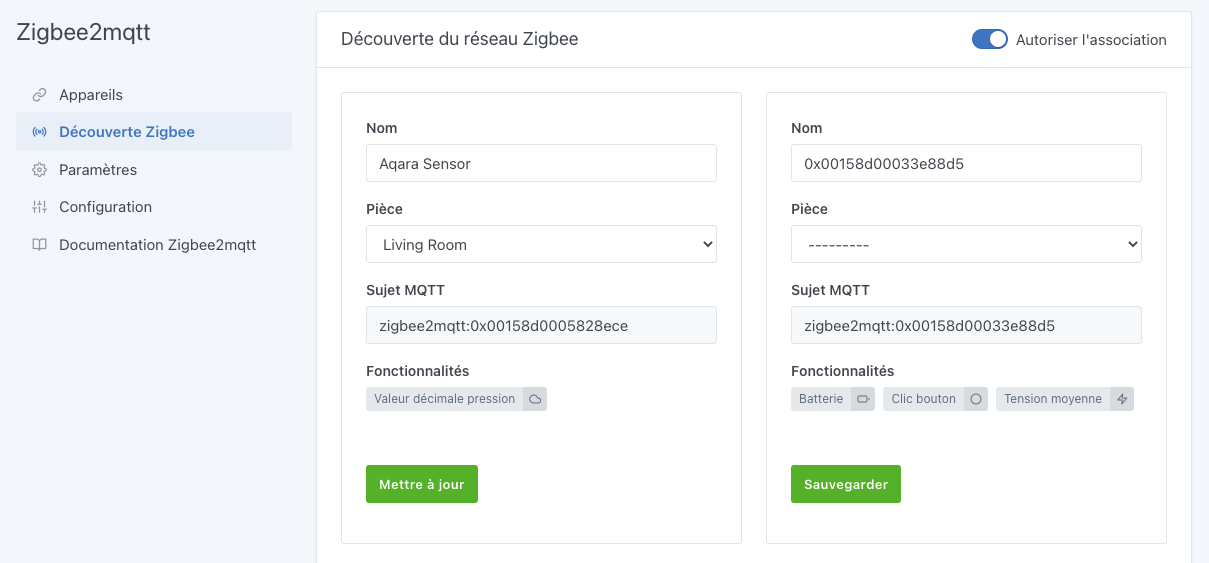 Zigbee2mqtt
Appareils
Découverte Zigbee
Paramètres
Configuration
Documentation Zigbee2mqtt
Découverte du réseau Zigbee
Autoriser l'association
Nom
Aqara Sensor
Pièce
Living Room
Sujet MQTT
zigbee2mqtt:0x00158d0005828ece
Fonctionnalités
Valeur décimale pression
Mettre à jour
Nom
0x00158d00033e88d5
Pièce
---------
Sujet MQTT
zigbee2mqtt:0x00158d00033e88d5
Fonctionnalités
Batterie Clic bouton Tension moyenne
Sauvegarder